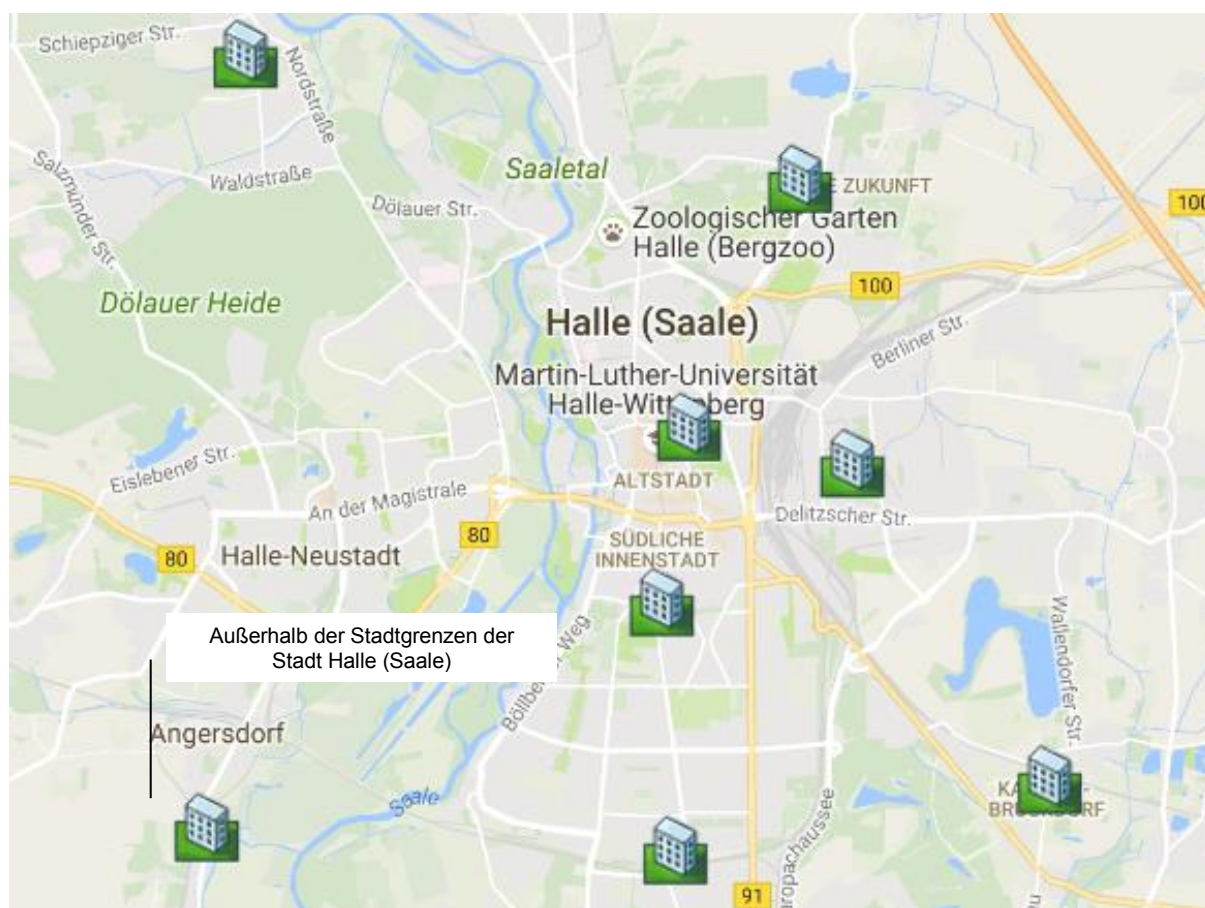 Schiepziger Str.
Nordstraße
Waldstraße
Salzmünder Str.
Dölauer Str.
Saaletal
ZUKUNFT
Zoologischer Garten
Halle (Bergzoo)
100
100
Dölauer Heide
Halle (Saale)
Berliner Str.
Martin-Luther-Universität
Halle-Wittenberg
Eislebener Str.
An der Magistrale
ALTSTADT
Delitzscher Str.
80
80
Halle-Neustadt
SÜDLICHE
INNENSTADT
Außerhalb der Stadtgrenzen der
Stadt Halle (Saale)
Weg
Wallendorfer Str.
Angersdorf
Saale
91